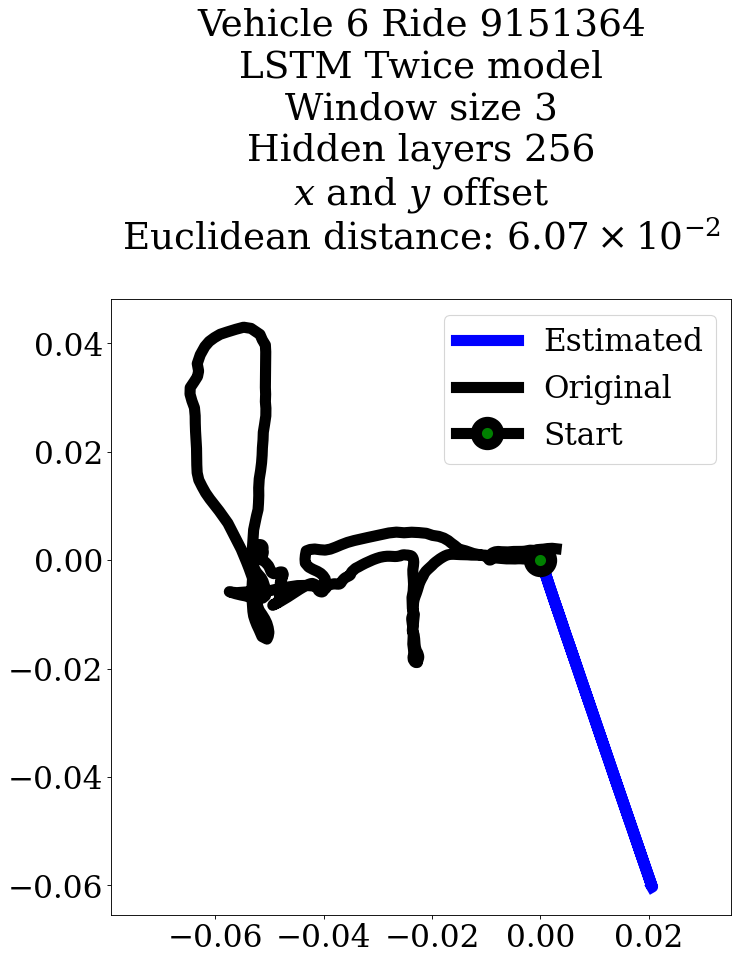 Vehicle 6 Ride 9151364
LSTM Twice model
Window size 3
Hidden layers 256
x and y offset
Euclidean distance: 6.07 × 10⁻²
Estimated
Original
Start
0.04
0.02
0.00
−0.02
−0.04
−0.06
−0.06 −0.04 −0.02 0.00 0.02